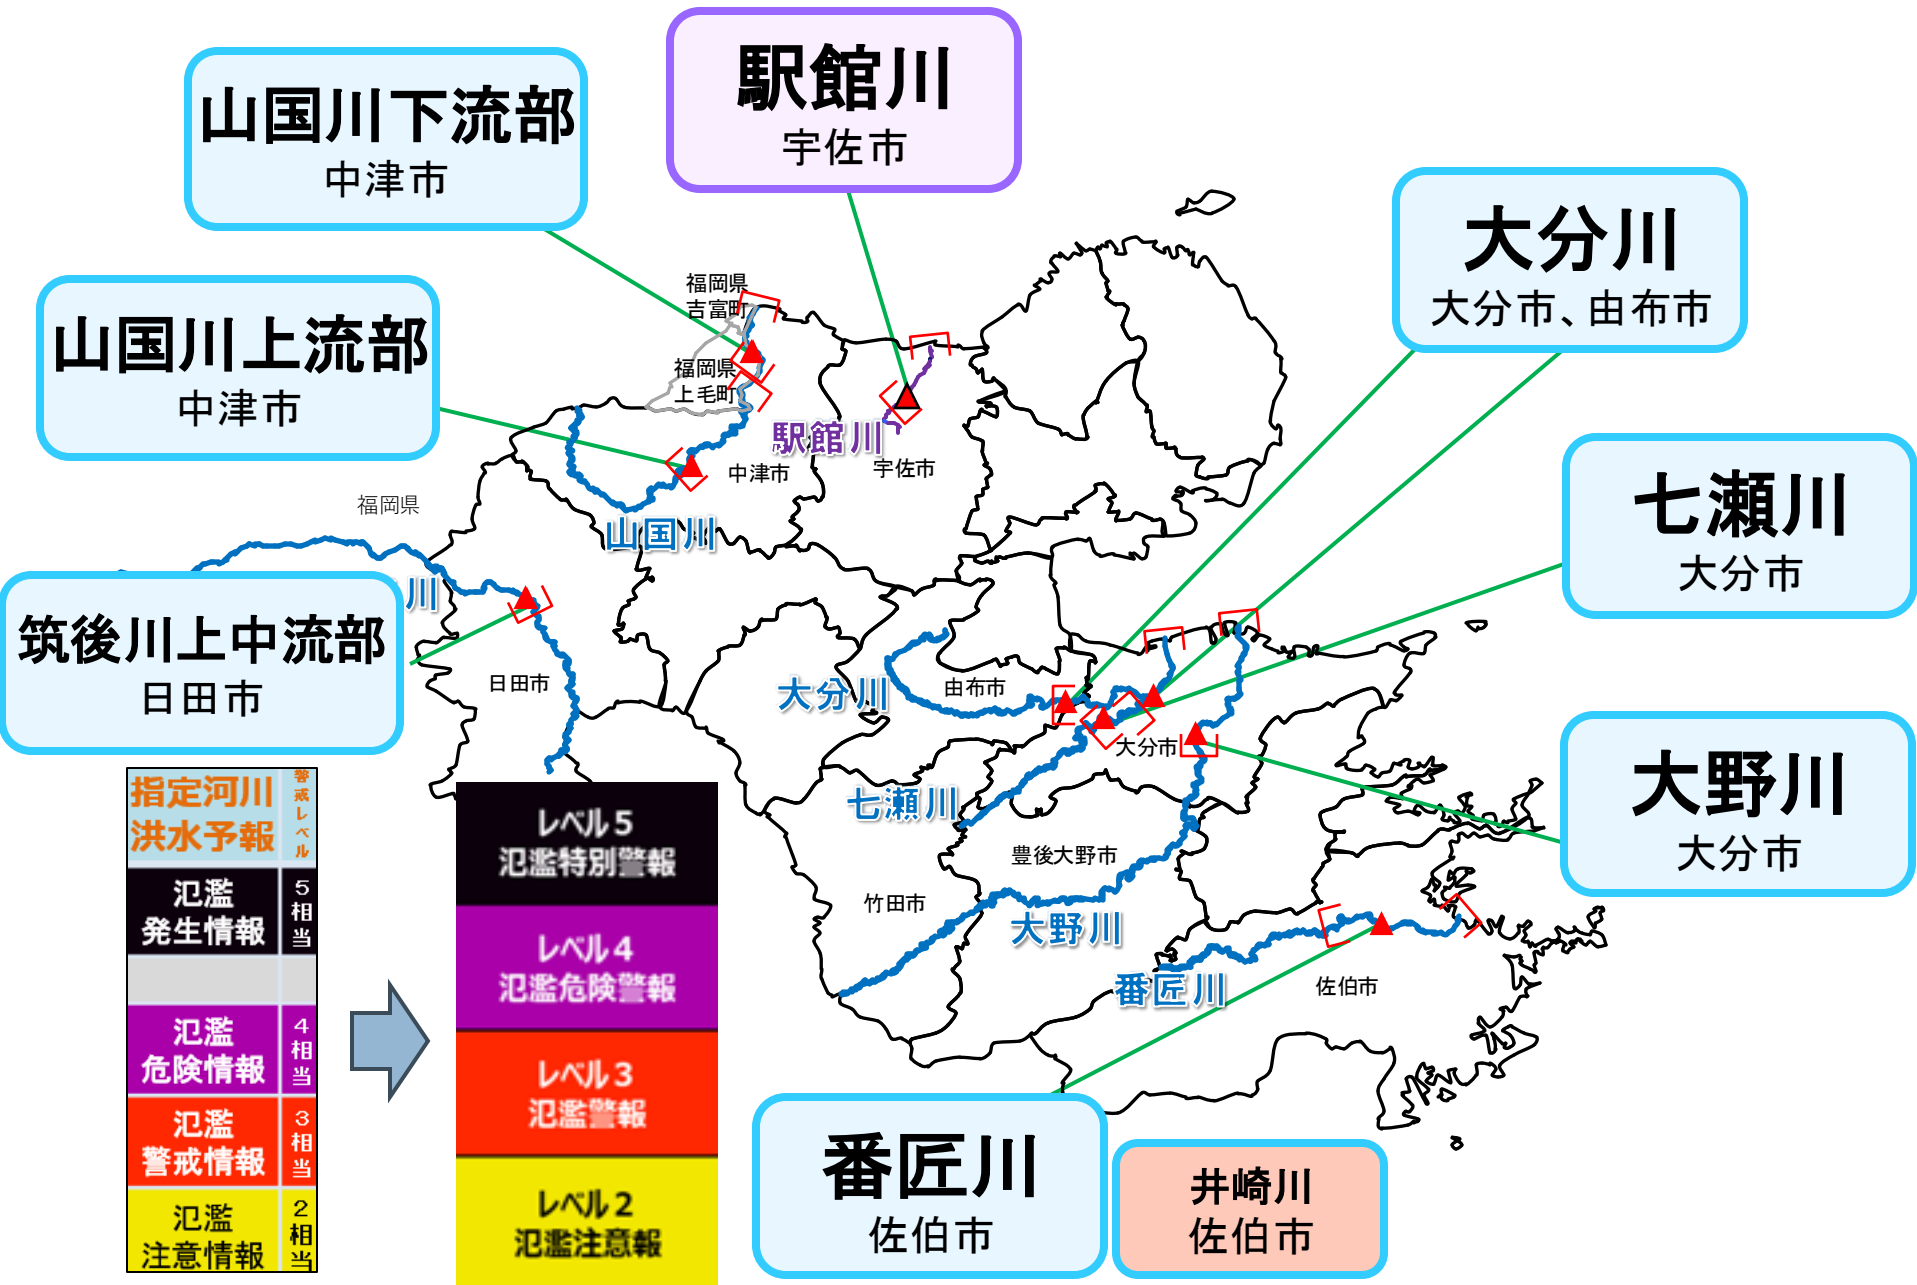 駅館川
宇佐市
山国川下流部
中津市
大分川
大分市、由布市
山国川上流部
中津市
福岡県
吉富町
福岡県
上毛町
駅館川
中津市
宇佐市
七瀬川
大分市
福岡県
山国川
川
筑後川上中流部
日田市
日田市
大分川
由布市
大分市
大野川
大分市
七瀬川
豊後大野市
竹田市
大野川
番匠川
佐伯市
指定河川
洪水予報
警戒レベル
氾濫
発生情報
5相当
氾濫
危険情報
4相当
氾濫
警戒情報
3相当
氾濫
注意情報
2相当
レベル5
氾濫特別警報
レベル4
氾濫危険警報
レベル3
氾濫警報
レベル2
氾濫注意報
番匠川
佐伯市
井崎川
佐伯市